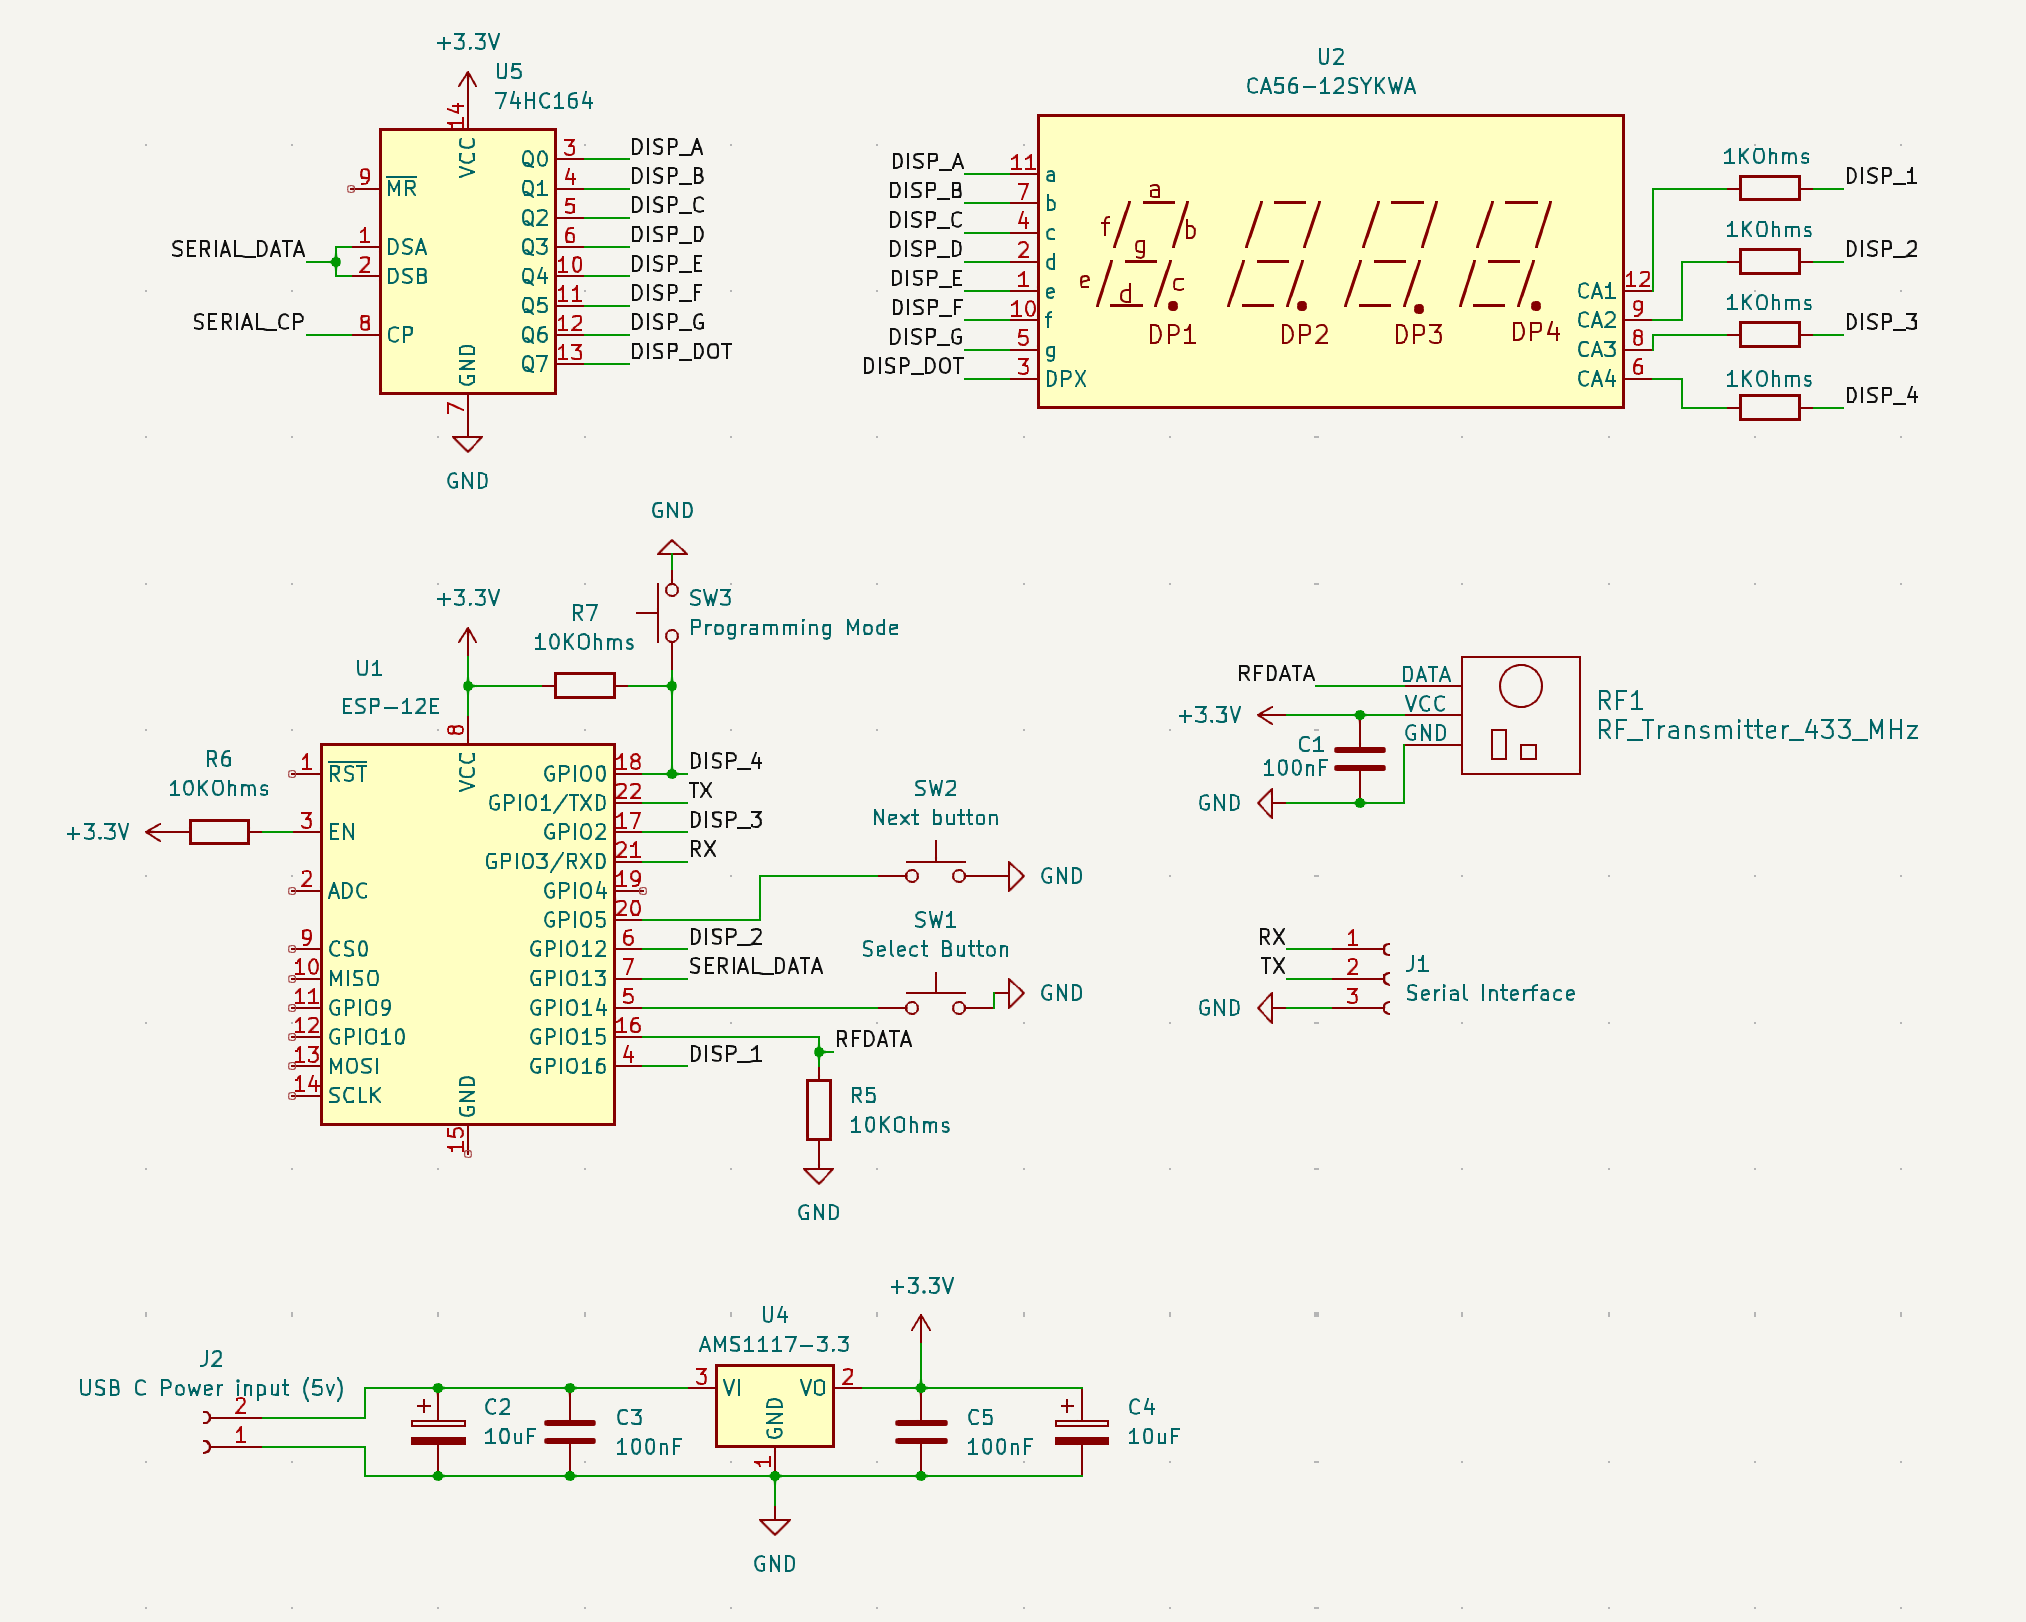 +3.3V
U5
74HC164
14
VCC
9
MR
1
DSA
2
DSB
8
CP
SERIAL_DATA
SERIAL_CP
Q0
3
DISP_A
Q1
4
DISP_B
Q2
5
DISP_C
Q3
6
DISP_D
Q4
10
DISP_E
Q5
11
DISP_F
Q6
12
DISP_G
Q7
13
DISP_DOT
GND
7
GND
U2
CA56-12SYKWA
DISP_A
11
a
DISP_B
7
b
DISP_C
4
c
DISP_D
2
d
DISP_E
1
e
DISP_F
10
f
DISP_G
5
g
DISP_DOT
3
DPX
a
f
b
g
e
d
c
DP1
DP2
DP3
DP4
CA1
12
CA2
9
CA3
8
CA4
6
1KOhms
DISP_1
1KOhms
DISP_2
1KOhms
DISP_3
1KOhms
DISP_4
GND
SW3
Programming Mode
+3.3V
R7
10KOhms
U1
ESP-12E
8
VCC
R6
10KOhms
+3.3V
1
RST
3
EN
2
ADC
9
CS0
10
MISO
11
GPIO9
12
GPIO10
13
MOSI
14
SCLK
GND
15
GPIO0
18
DISP_4
GPIO1/TXD
22
TX
GPIO2
17
DISP_3
GPIO3/RXD
21
RX
GPIO4
19
GPIO5
20
GPIO12
6
DISP_2
GPIO13
7
SERIAL_DATA
GPIO14
5
GPIO15
16
GPIO16
4
DISP_1
SW2
Next button
GND
SW1
Select Button
GND
RFDATA
R5
10KOhms
GND
RFDATA
DATA
+3.3V
VCC
GND
C1
100nF
GND
RF1
RF_Transmitter_433_MHz
RX
1
TX
2
GND
3
J1
Serial Interface
+3.3V
U4
AMS1117-3.3
J2
USB C Power input (5v)
2
1
3
VI
VO
2
GND
1
+
C2
10uF
C3
100nF
C5
100nF
+
C4
10uF
GND